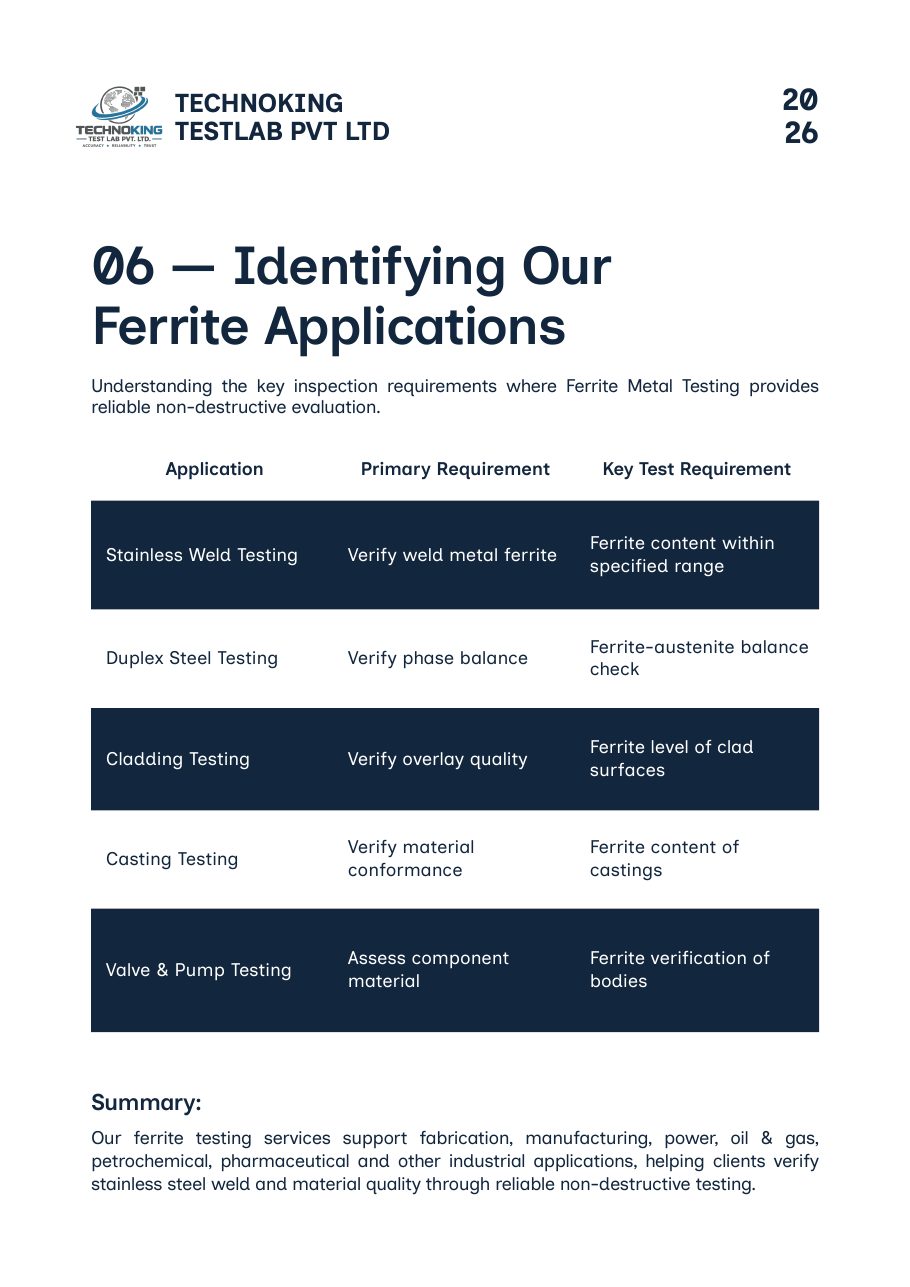 TECHNOKING
TEST LAB PVT. LTD.
ACCURACY • RELIABILITY • TRUST
TECHNOKING
TESTLAB PVT LTD
20
26
06 — Identifying Our
Ferrite Applications
Understanding the key inspection requirements where Ferrite Metal Testing provides
reliable non-destructive evaluation.
Application Primary Requirement Key Test Requirement
Stainless Weld Testing Verify weld metal ferrite Ferrite content within
specified range
Duplex Steel Testing Verify phase balance Ferrite-austenite balance
check
Cladding Testing Verify overlay quality Ferrite level of clad
surfaces
Casting Testing Verify material
conformance Ferrite content of
castings
Valve & Pump Testing Assess component
material Ferrite verification of
bodies
Summary:
Our ferrite testing services support fabrication, manufacturing, power, oil & gas,
petrochemical, pharmaceutical and other industrial applications, helping clients verify
stainless steel weld and material quality through reliable non-destructive testing.